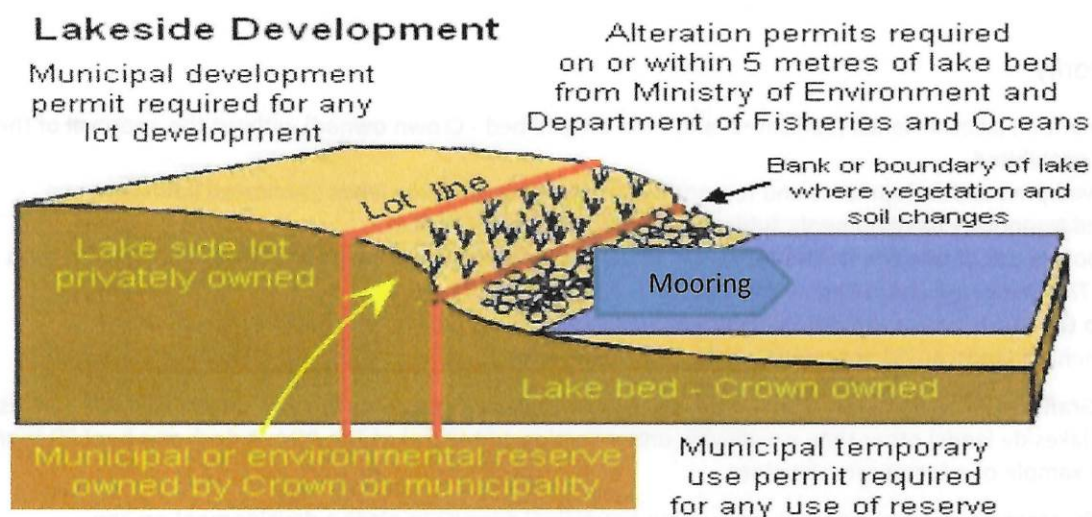 Lakeside Development
Municipal development
permit required for any
lot development
Alteration permits required
on or within 5 metres of lake bed
from Ministry of Environment and
Department of Fisheries and Oceans
Bank or boundary of lake
where vegetation and
soil changes
Lot line
Lake side lot
privately owned
Mooring
Lake bed - Crown owned
Municipal or environmental reserve
owned by Crown or municipality
Municipal temporary
use permit required
for any use of reserve